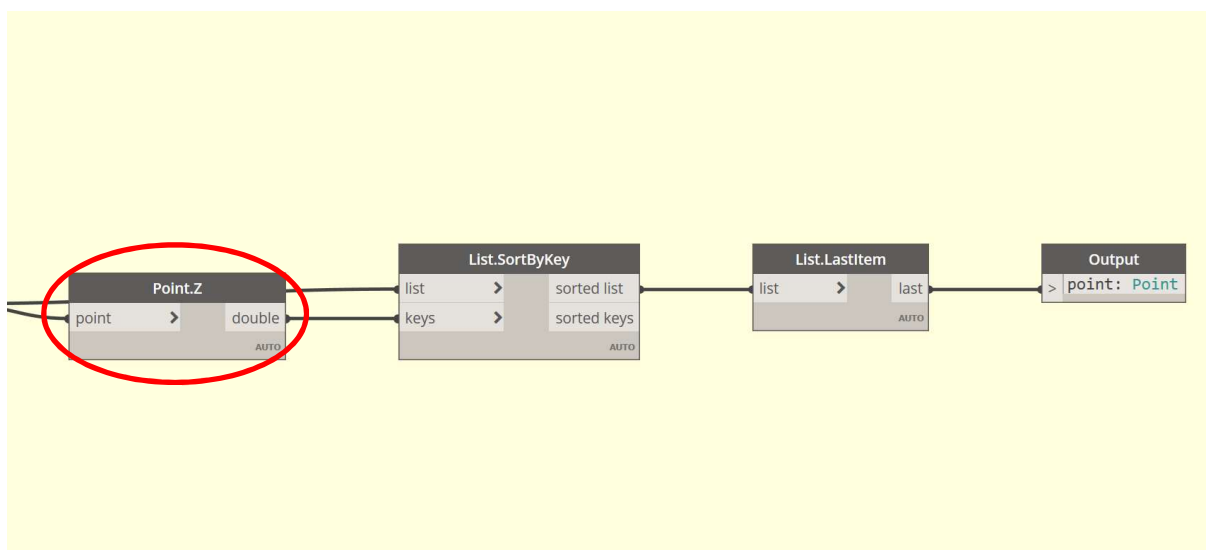 Point.Z
point > double
AUTO
List.SortByKey
list > sorted list
keys > sorted keys
AUTO
List.LastItem
list > last
AUTO
Output
> point: Point